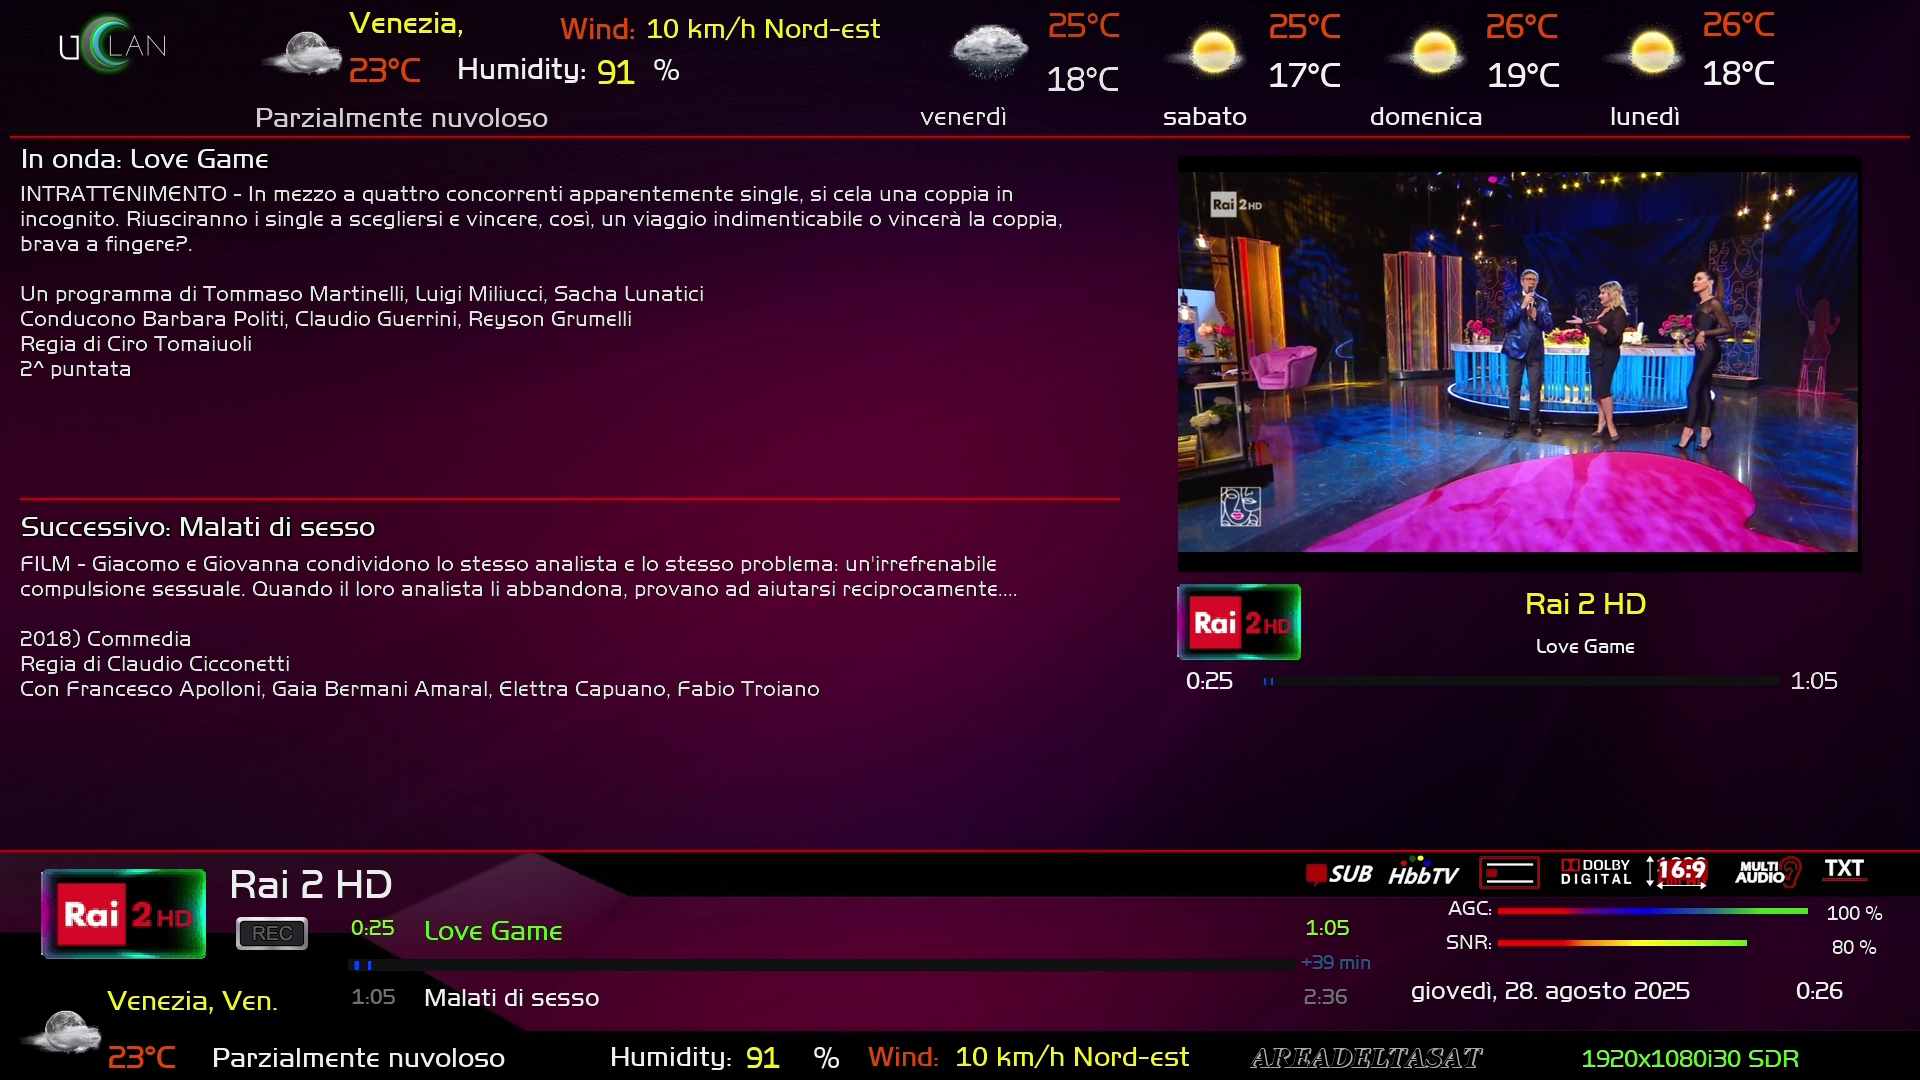 UCLAN
Venezia,
Wind: 10 km/h Nord-est
23°C
Humidity: 91 %
Parzialmente nuvoloso
25°C
18°C
venerdì
25°C
17°C
sabato
26°C
19°C
domenica
26°C
18°C
lunedì
In onda: Love Game
INTRATTENIMENTO - In mezzo a quattro concorrenti apparentemente single, si cela una coppia in
incognito. Riusciranno i single a scegliersi e vincere, così, un viaggio indimenticabile o vincerà la coppia,
brava a fingere?.
Un programma di Tommaso Martinelli, Luigi Miliucci, Sacha Lunatici
Conducono Barbara Politi, Claudio Guerrini, Reyson Grumelli
Regia di Ciro Tomaiuoli
2^ puntata
Rai 2 HD
Successivo: Malati di sesso
FILM - Giacomo e Giovanna condividono lo stesso analista e lo stesso problema: un'irrefrenabile
compulsione sessuale. Quando il loro analista li abbandona, provano ad aiutarsi reciprocamente....
2018) Commedia
Regia di Claudio Cicconetti
Con Francesco Apolloni, Gaia Bermani Amaral, Elettra Capuano, Fabio Troiano
Rai 2 HD
Rai 2 HD
Love Game
0:25
1:05
Rai 2 HD
Rai 2 HD
REC
0:25 Love Game 1:05
+39 min
1:05 Malati di sesso 2:36
SUB HbbTV DOLBY DIGITAL 16:9 MULTI AUDIO TXT
AGC: 100 %
SNR: 80 %
giovedì, 28. agosto 2025 0:26
Venezia, Ven.
23°C Parzialmente nuvoloso Humidity: 91 % Wind: 10 km/h Nord-est AREADELTASAT 1920x1080i30 SDR